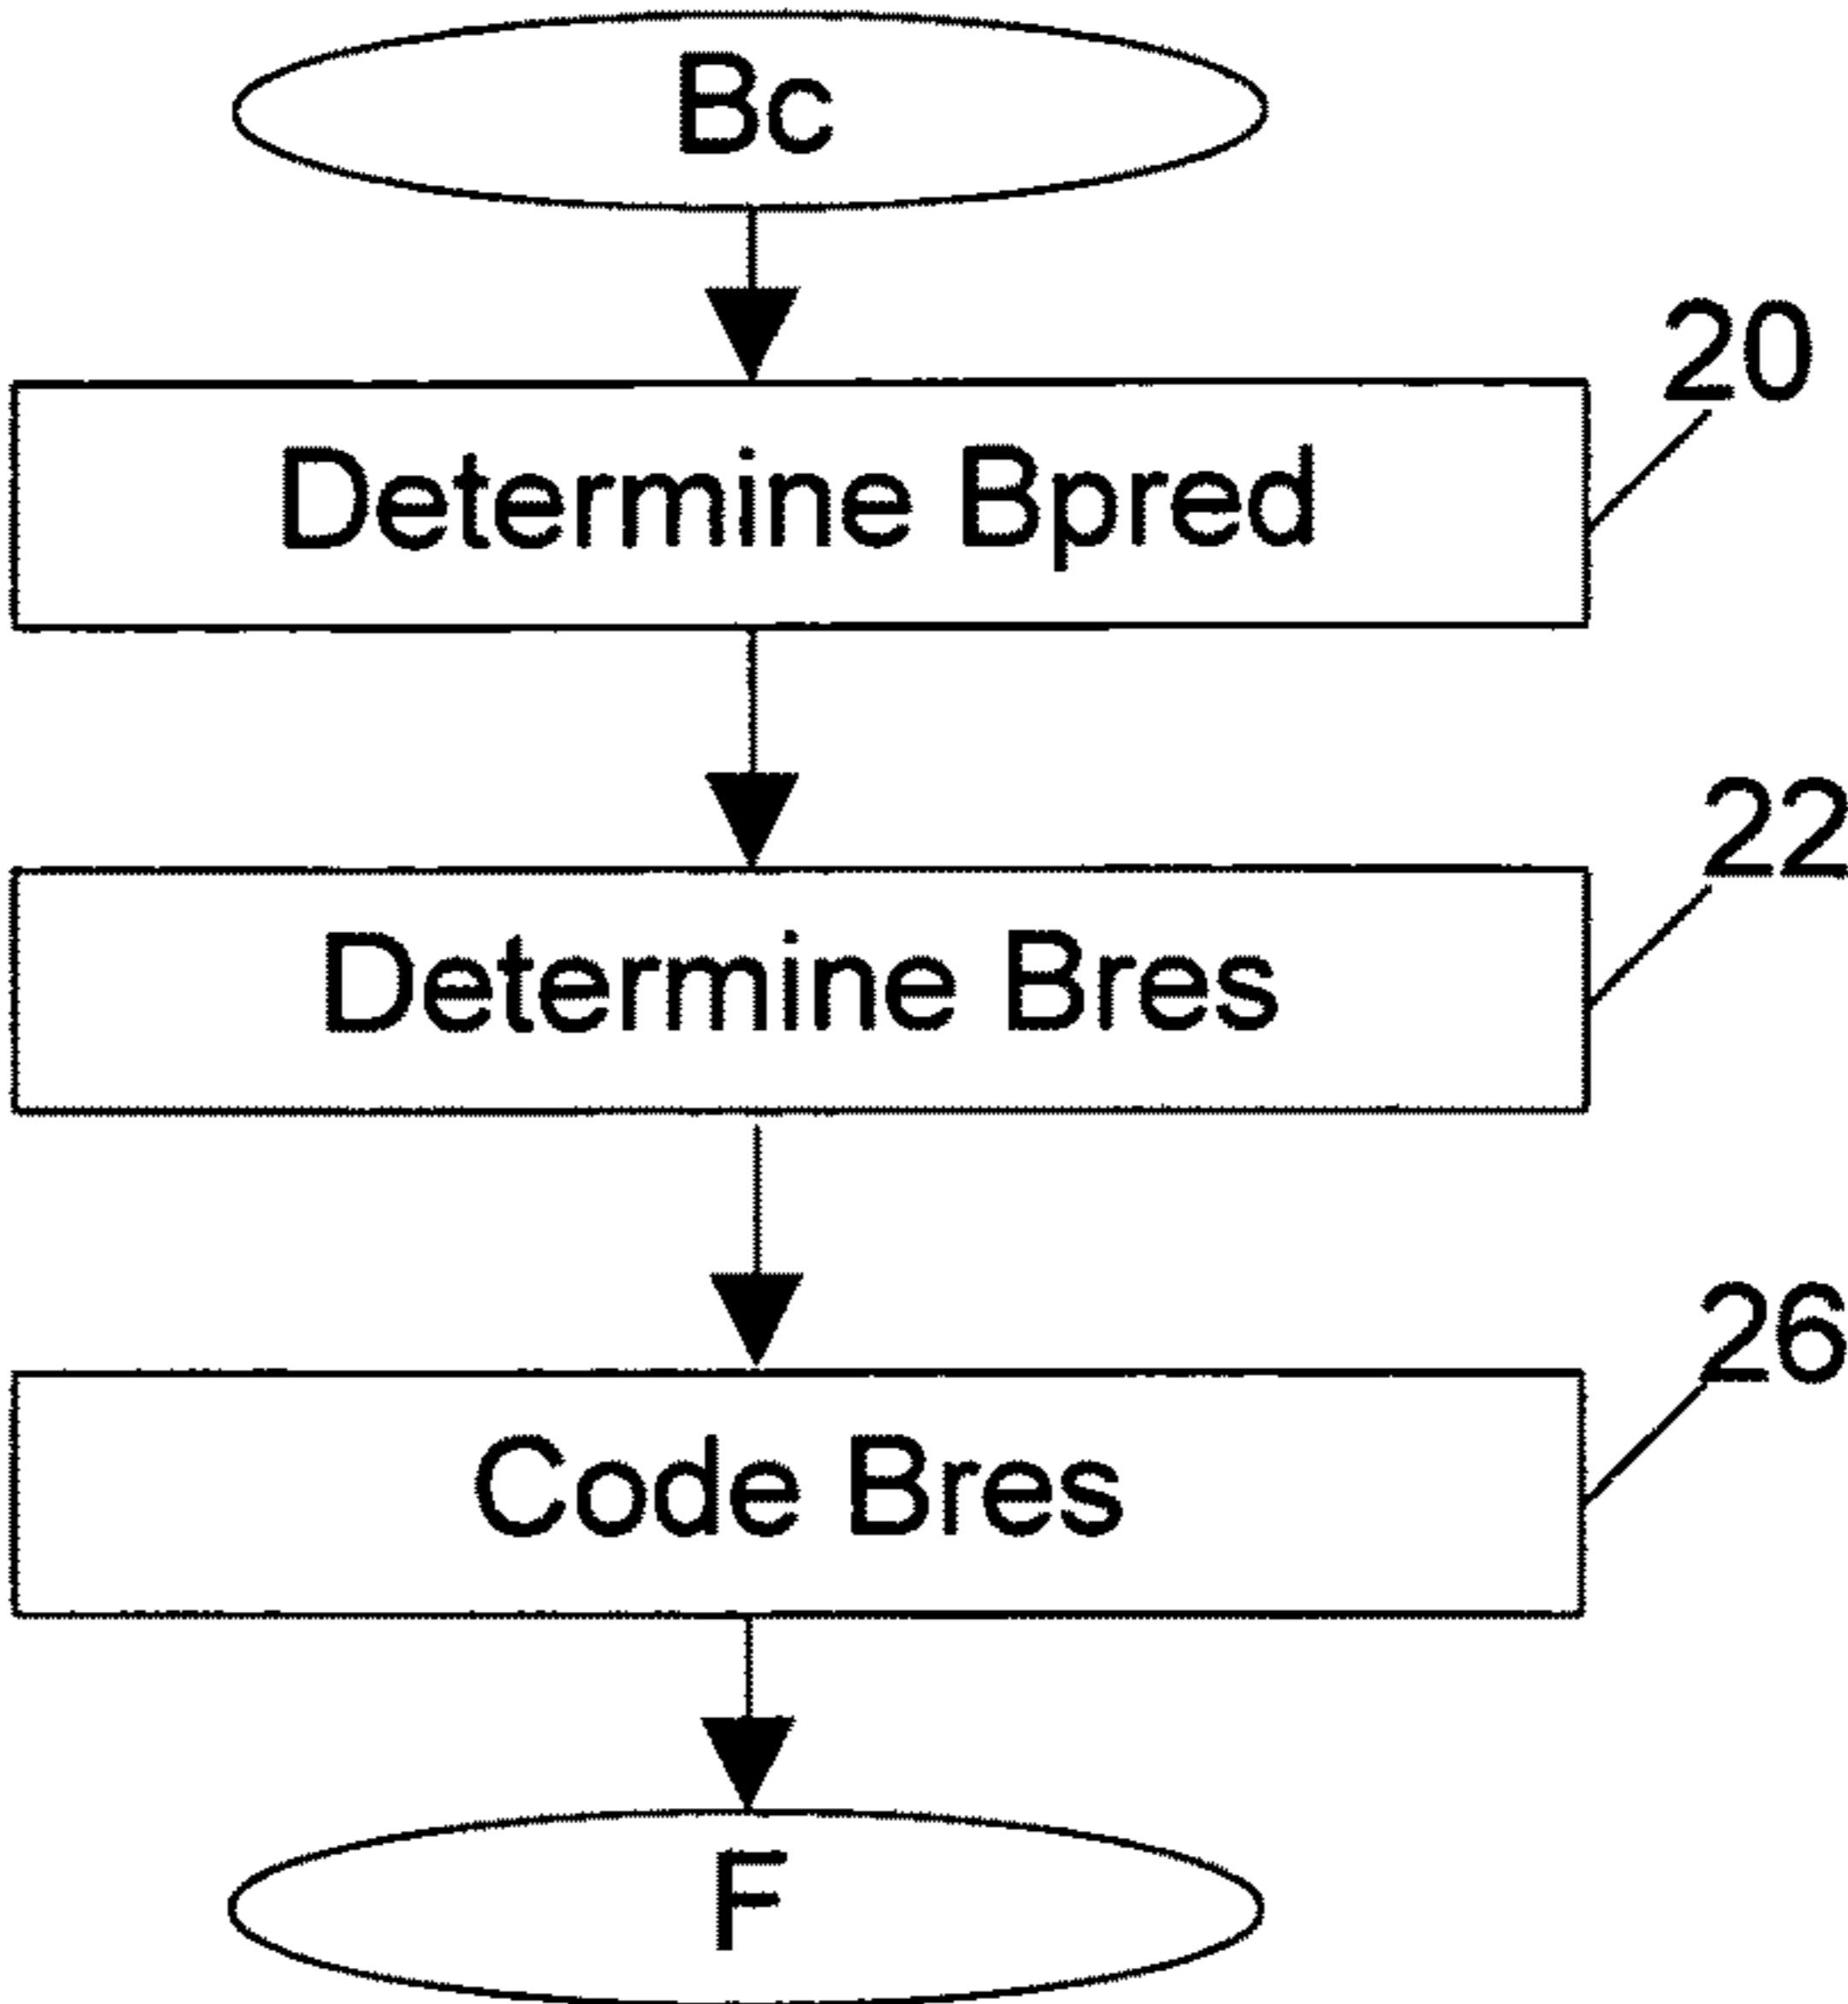 Bc
20
Determine Bpred
22
Determine Bres
26
Code Bres
F